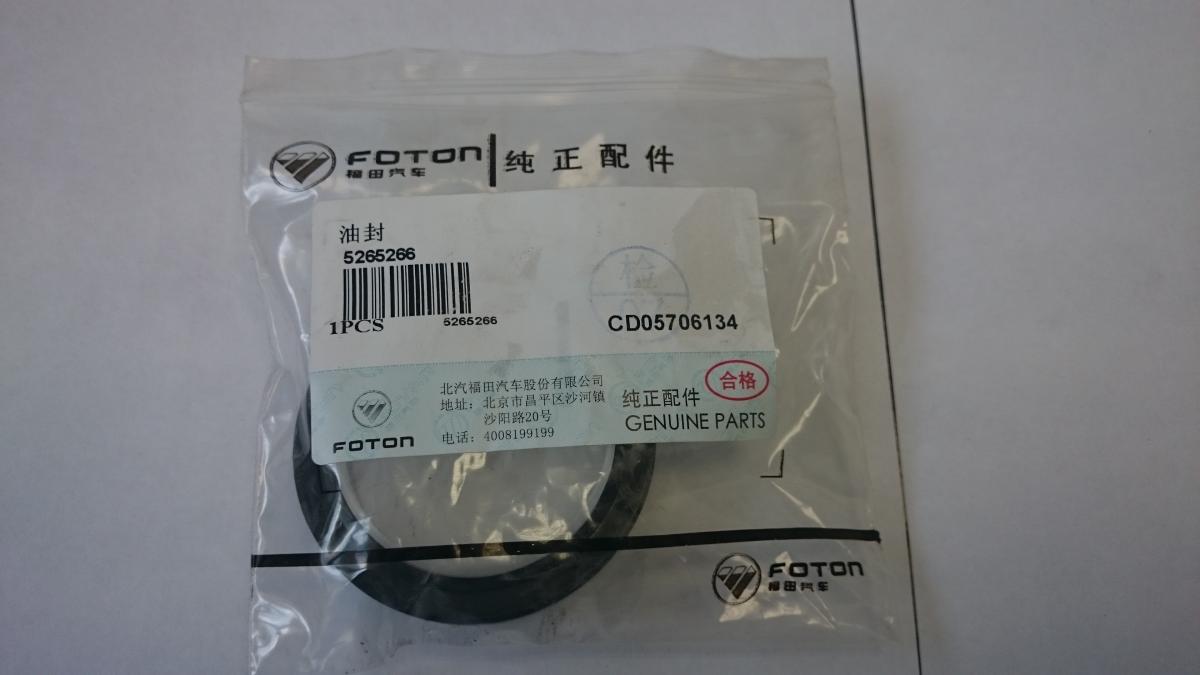 FOTON 纯正配件
福田汽车
油封
5265266
1PCS
5265266
检
CD05706134
北汽福田汽车股份有限公司
地址：北京市昌平区沙河镇
沙阳路20号
电话：4008199199
FOTON
合格
纯正配件
GENUINE PARTS
FOTON
福田汽车